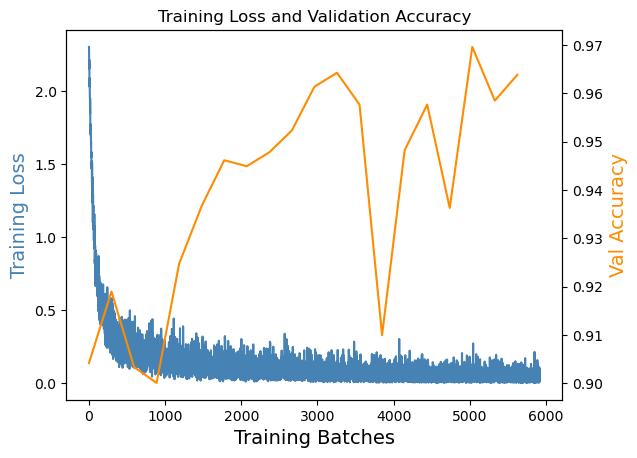 Training Loss and Validation Accuracy
Training Loss
2.0
1.5
1.0
0.5
0.0
0.97
0.96
0.95
0.94
0.93
0.92
0.91
0.90
Val Accuracy
0 1000 2000 3000 4000 5000 6000
Training Batches